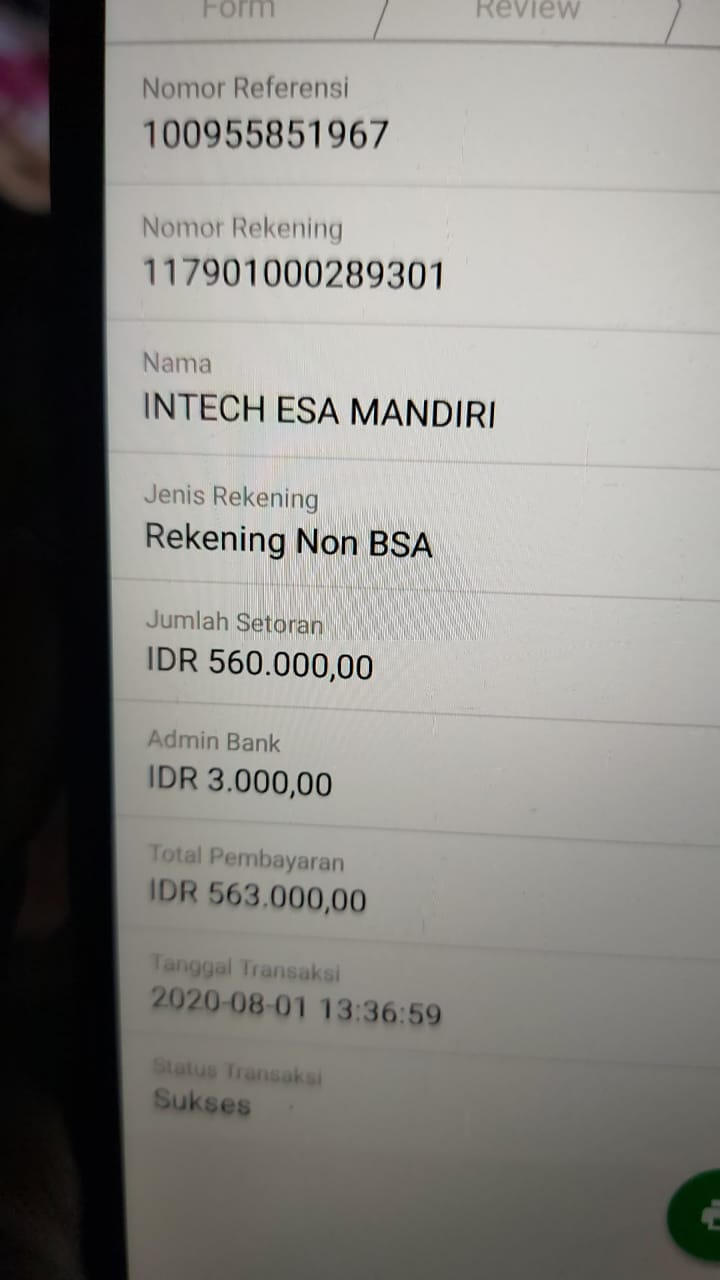 Form
Review
Nomor Referensi
100955851967
Nomor Rekening
117901000289301
Nama
INTECH ESA MANDIRI
Jenis Rekening
Rekening Non BSA
Jumlah Setoran
IDR 560.000,00
Admin Bank
IDR 3.000,00
Total Pembayaran
IDR 563.000,00
Tanggal Transaksi
2020-08-01 13:36:59
Status Transaksi
Sukses